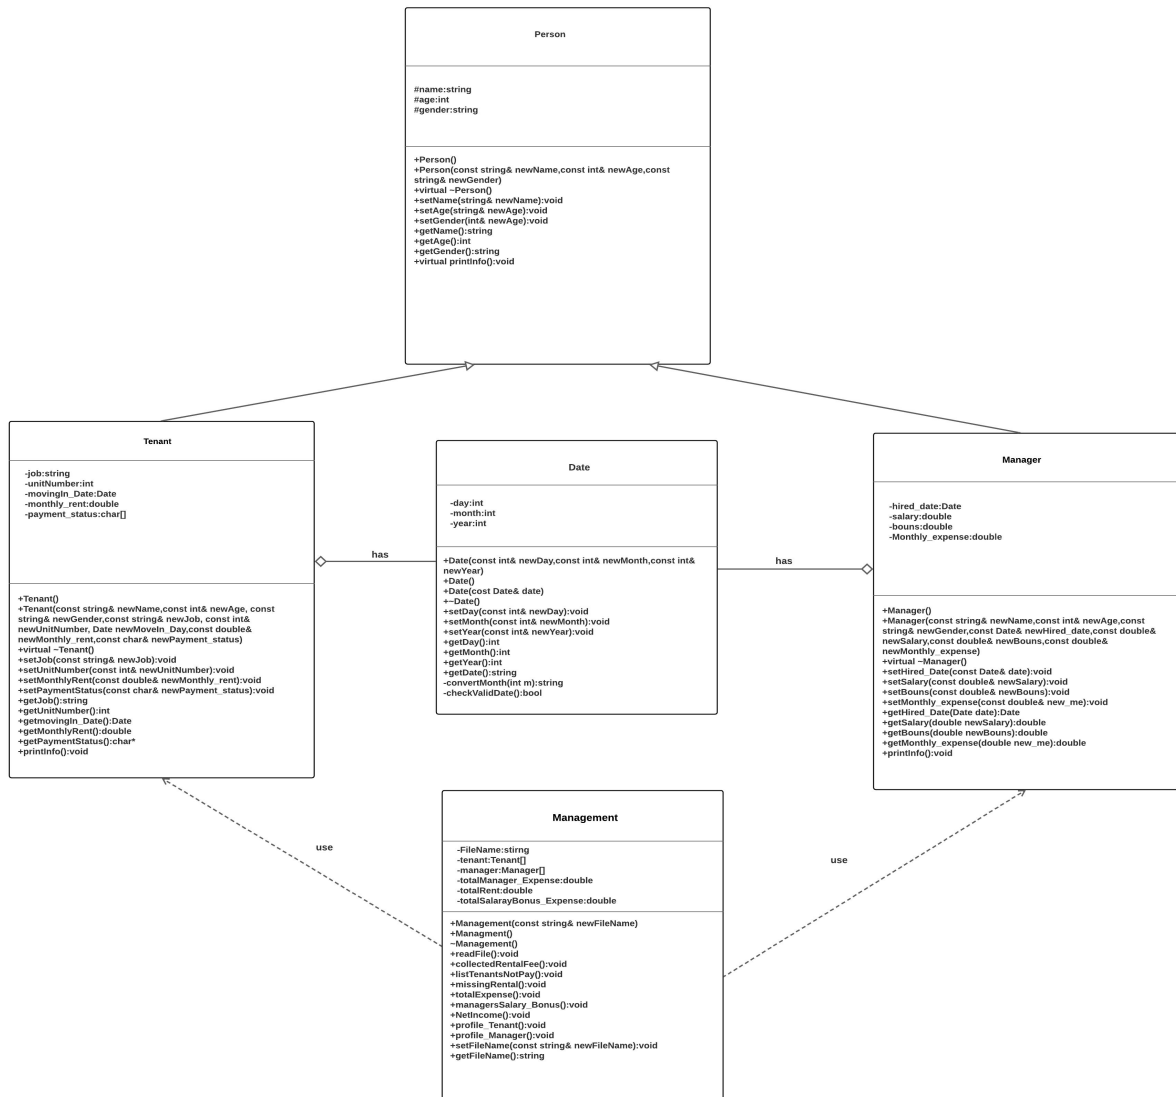 Person
#name:string
#age:int
#gender:string
+Person()
+Person(const string& newName,const int& newAge,const
string& newGender)
+virtual ~Person()
+setName(string& newName):void
+setAge(string& newAge):void
+setGender(int& newAge):void
+getName():string
+getAge():int
+getGender():string
+virtual printInfo():void
Tenant
-job:string
-unitNumber:int
-movingIn_Date:Date
-monthly_rent:double
-payment_status:char[]
+Tenant()
+Tenant(const string& newName,const int& newAge, const
string& newGender,const string& newJob, const int&
newUnitNumber, Date newMoveIn_Day,const double&
newMonthly_rent,const char& newPayment_status)
+virtual ~Tenant()
+setJob(const string& newJob):void
+setUnitNumber(const int& newUnitNumber):void
+setMonthlyRent(const double& newMonthly_rent):void
+setPaymentStatus(const char& newPayment_status):void
+getJob():string
+getUnitNumber():int
+getmovingIn_Date():Date
+getMonthlyRent():double
+getPaymentStatus():char*
+printInfo():void
has
Date
-day:int
-month:int
-year:int
+Date(const int& newDay,const int& newMonth,const int&
newYear)
+Date()
+Date(cost Date& date)
+~Date()
+setDay(const int& newDay):void
+setMonth(const int& newMonth):void
+setYear(const int& newYear):void
+getDay():int
+getMonth():int
+getYear():int
+getDate():string
-convertMonth(int m):string
-checkValidDate():bool
has
Manager
-hired_date:Date
-salary:double
-bouns:double
-Monthly_expense:double
+Manager()
+Manager(const string& newName,const int& newAge,const
string& newGender,const Date& newHired_date,const double&
newSalary,const double& newBouns,const double&
newMonthly_expense)
+virtual ~Manager()
+setHired_Date(const Date& date):void
+setSalary(const double& newSalary):void
+setBouns(const double& newBouns):void
+setMonthly_expense(const double& new_me):void
+getHired_Date(Date date):Date
+getSalary(double newSalary):double
+getBouns(double newBouns):double
+getMonthly_expense(double new_me):double
+printInfo():void
use
use
Management
-FileName:stirng
-tenant:Tenant[]
-manager:Manager[]
-totalManager_Expense:double
-totalRent:double
-totalSalarayBonus_Expense:double
+Management(const string& newFileName)
+Managment()
~Management()
+readFile():void
+collectedRentalFee():void
+listTenantsNotPay():void
+missingRental():void
+totalExpense():void
+managersSalary_Bonus():void
+NetIncome():void
+profile_Tenant():void
+profile_Manager():void
+setFileName(const string& newFileName):void
+getFileName():string